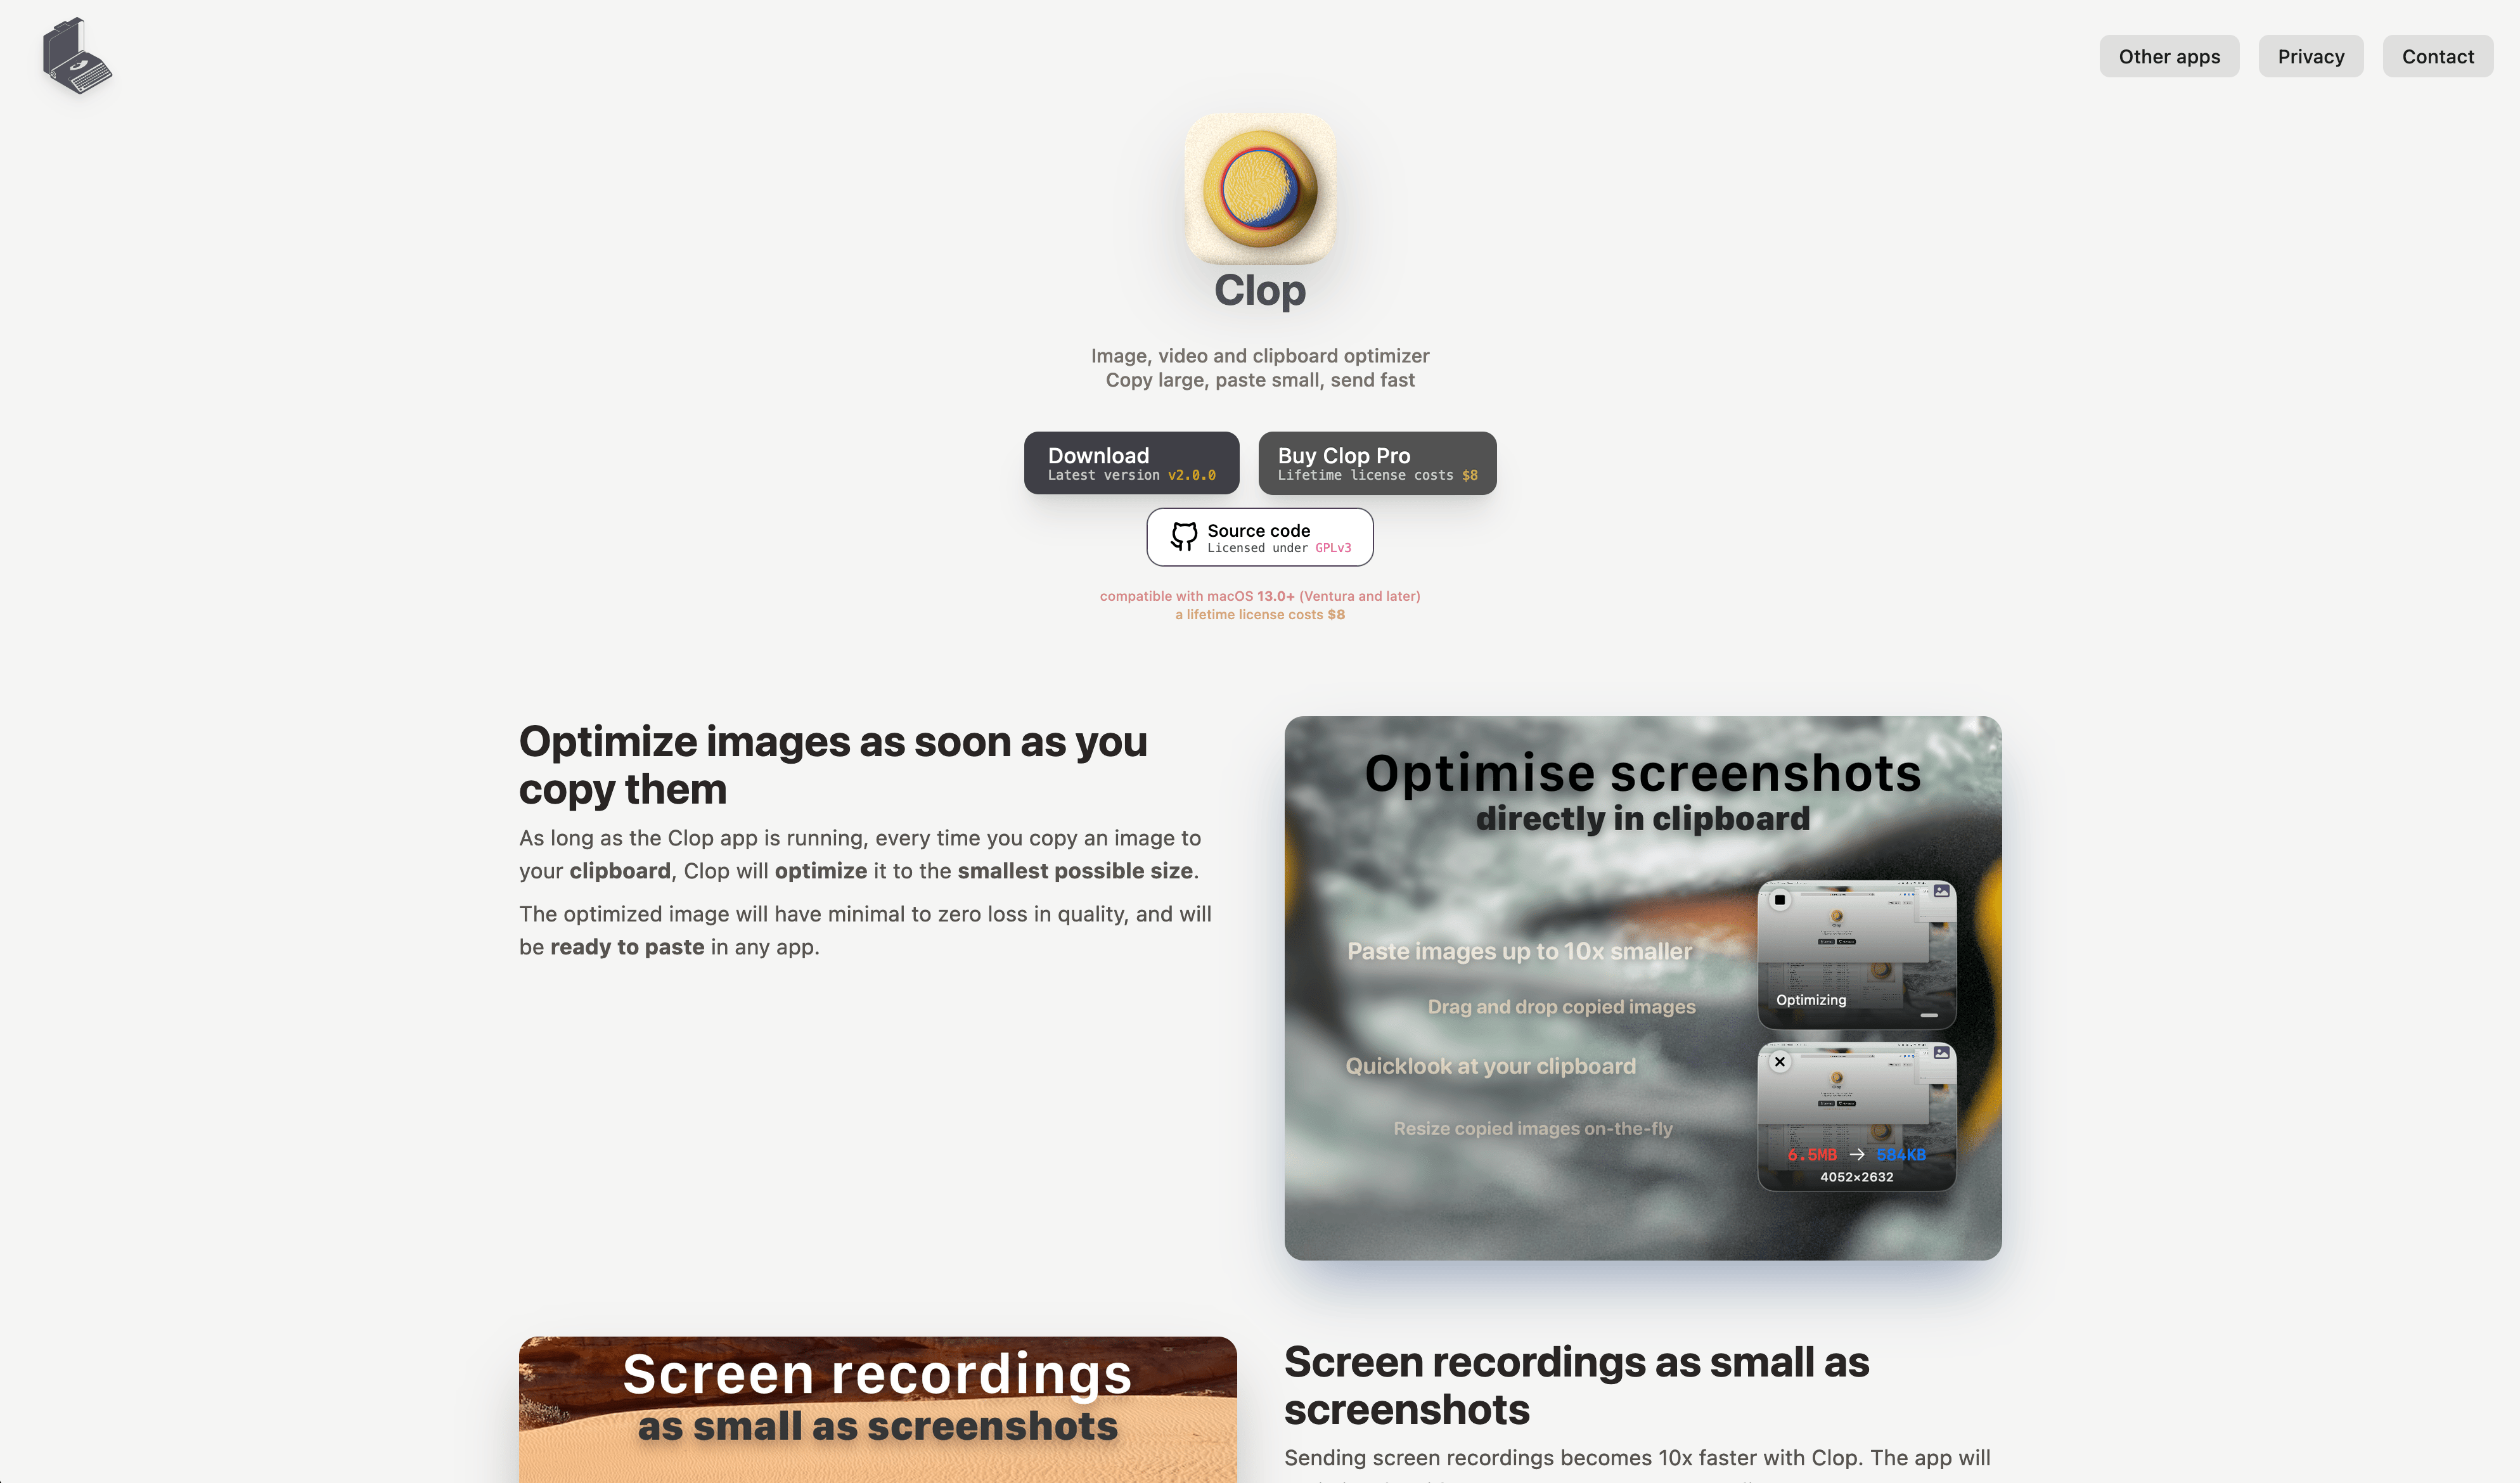 Other apps
Privacy
Contact
Clop
Image, video and clipboard optimizer
Copy large, paste small, send fast
Download
Latest version v2.0.0
Buy Clop Pro
Lifetime license costs $8
Source code
Licensed under GPLv3
compatible with macOS 13.0+ (Ventura and later)
a lifetime license costs $8
Optimize images as soon as you
copy them
As long as the Clop app is running, every time you copy an image to
your clipboard, Clop will optimize it to the smallest possible size.
The optimized image will have minimal to zero loss in quality, and will
be ready to paste in any app.
Optimise screenshots
directly in clipboard
Paste images up to 10x smaller
Drag and drop copied images
Quicklook at your clipboard
Resize copied images on-the-fly
Optimizing
6.5MB → 584KB
4052×2632
Screen recordings
as small as screenshots
Screen recordings as small as
screenshots
Sending screen recordings becomes 10x faster with Clop. The app will